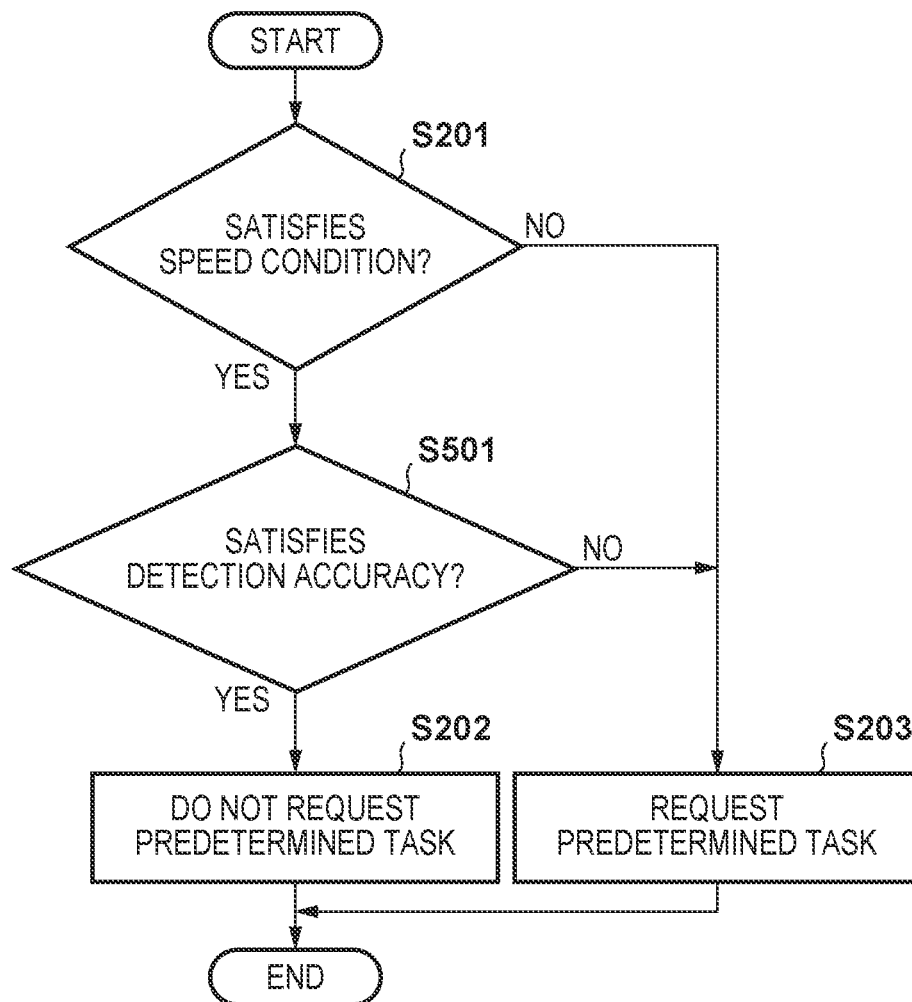 START
S201
SATISFIES
SPEED CONDITION?
NO
YES
S501
SATISFIES
DETECTION ACCURACY?
NO
YES
S202
DO NOT REQUEST
PREDETERMINED TASK
S203
REQUEST
PREDETERMINED TASK
END